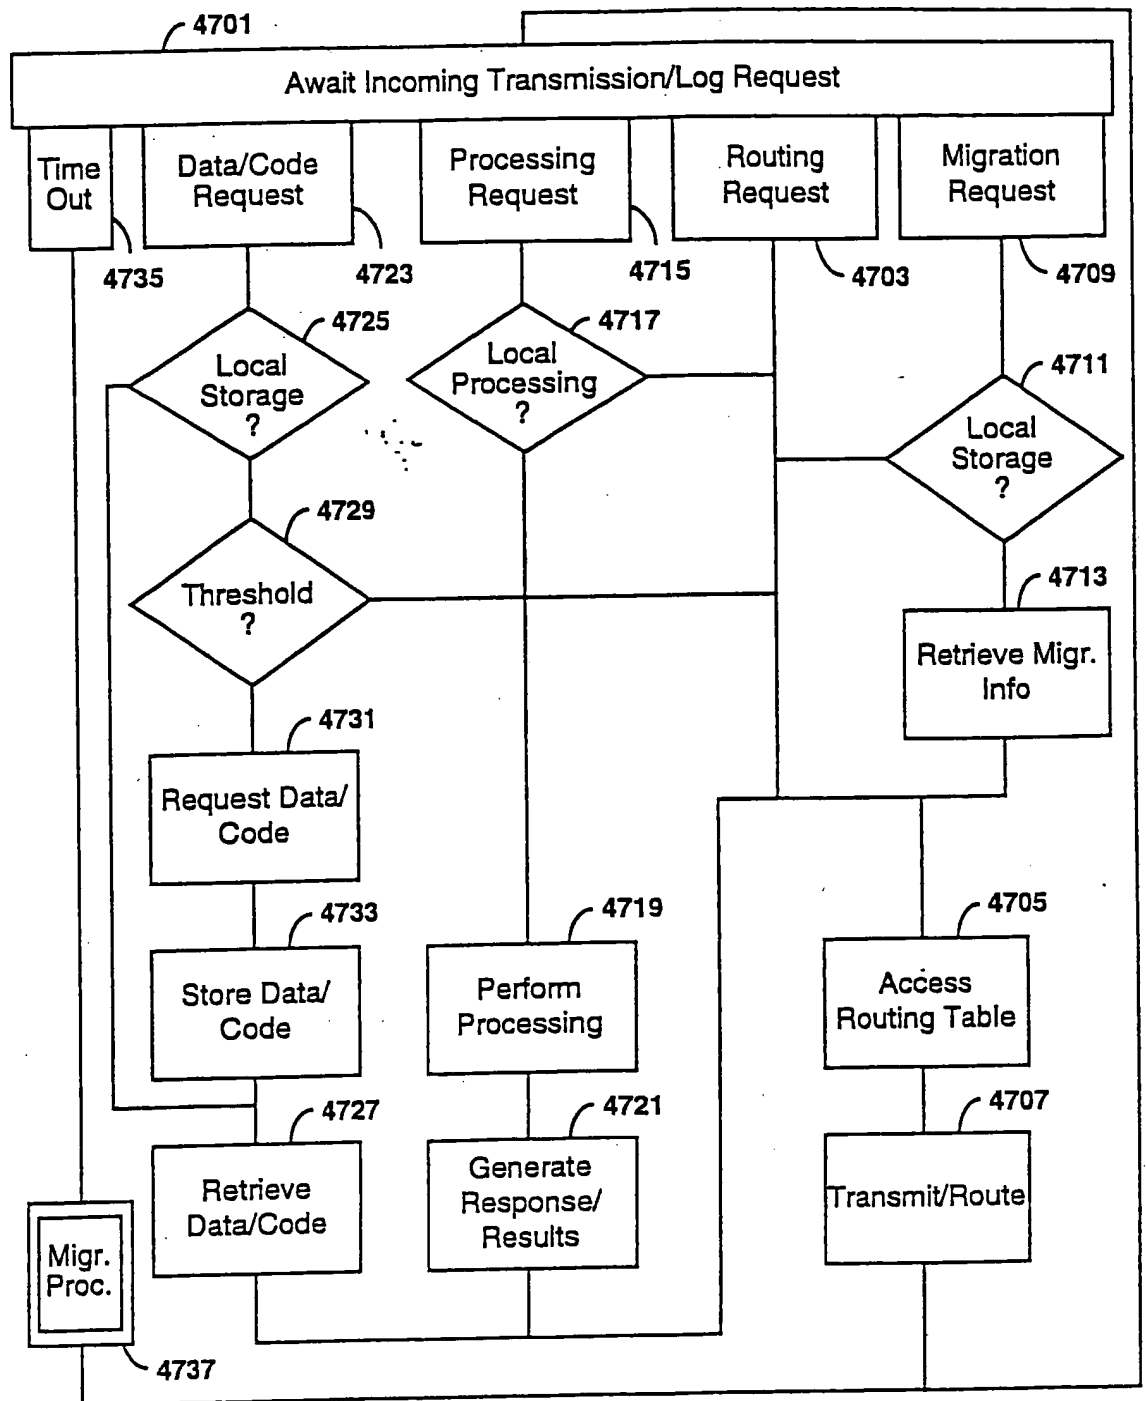 4701
Await Incoming Transmission/Log Request
Time
Out
Data/Code
Request
Processing
Request
Routing
Request
Migration
Request
4735
4723
4715
4703
4709
4725
Local
Storage
?
4717
Local
Processing
?
4711
Local
Storage
?
4729
Threshold
?
4713
Retrieve Migr.
Info
4731
Request Data/
Code
4733
Store Data/
Code
4719
Perform
Processing
4705
Access
Routing Table
4727
Retrieve
Data/Code
4721
Generate
Response/
Results
4707
Transmit/Route
Migr.
Proc.
4737